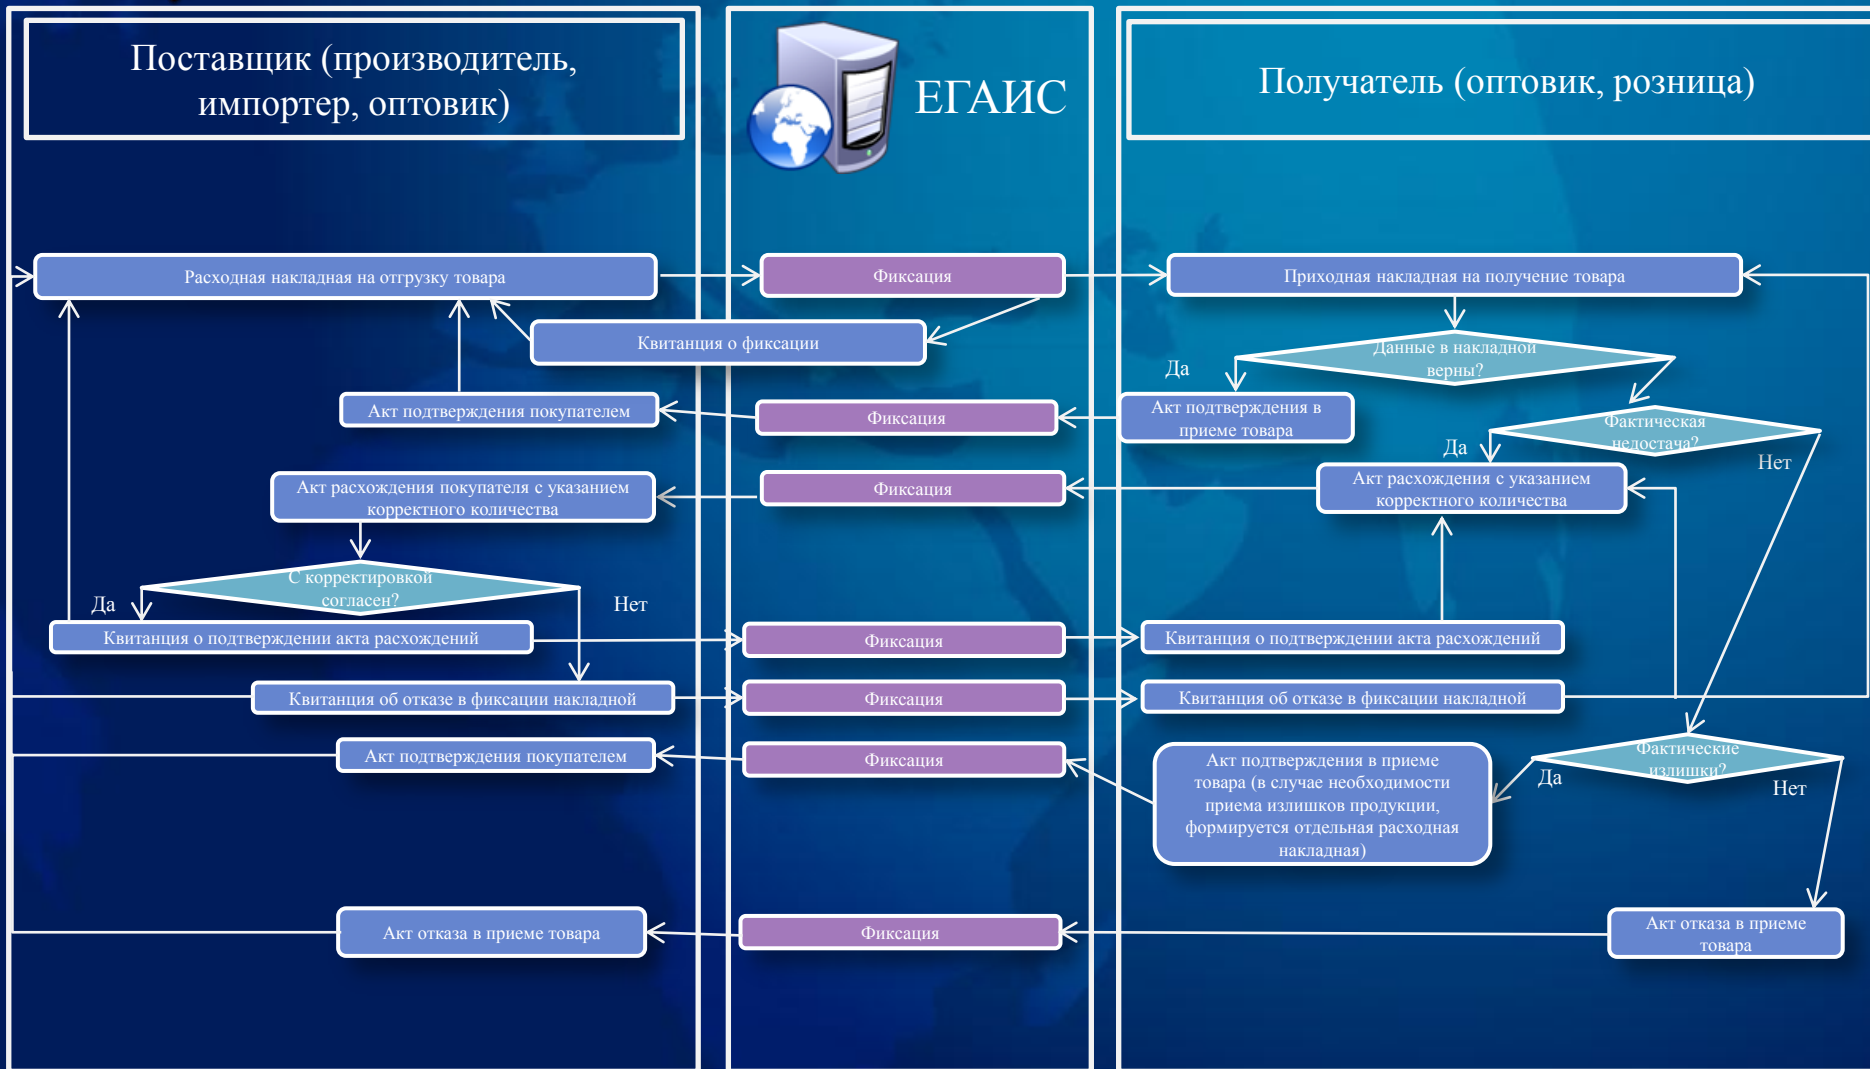 Поставщик (производитель,
импортер, оптовик)
ЕГАИС
Получатель (оптовик, розница)
Расходная накладная на отгрузку товара
Фиксация
Приходная накладная на получение товара
Квитанция о фиксации
Данные в накладной
верны?
Да
Акт подтверждения покупателем
Фиксация
Акт подтверждения в
приеме товара
Фактическая
недостача?
Да
Нет
Акт расхождения покупателя с указанием
корректного количества
Фиксация
Акт расхождения с указанием
корректного количества
С корректировкой
согласен?
Да
Нет
Квитанция о подтверждении акта расхождений
Фиксация
Квитанция о подтверждении акта расхождений
Квитанция об отказе в фиксации накладной
Фиксация
Квитанция об отказе в фиксации накладной
Акт подтверждения покупателем
Фиксация
Акт подтверждения в приеме
товара (в случае необходимости
приема излишков продукции,
формируется отдельная расходная
накладная)
Фактические
излишки?
Да
Нет
Акт отказа в приеме товара
Фиксация
Акт отказа в приеме
товара